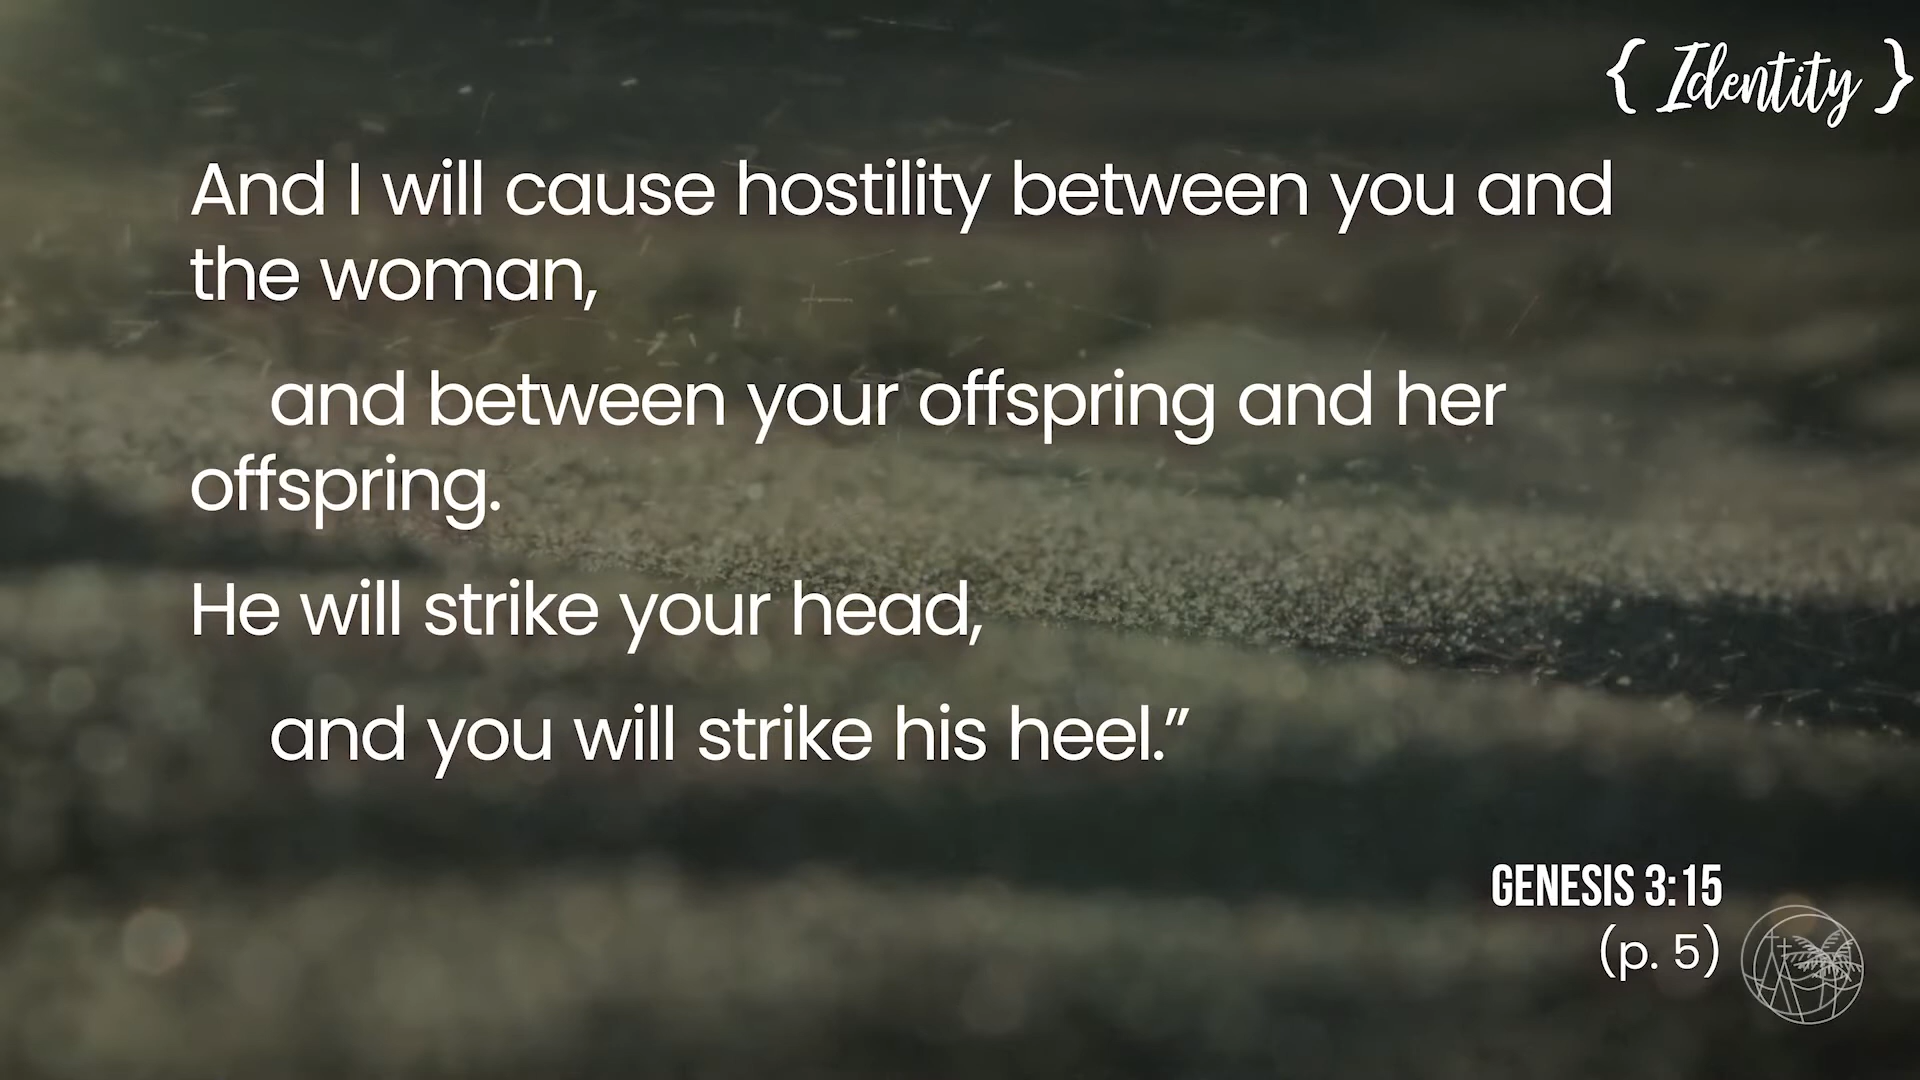 { Identity }
And I will cause hostility between you and
the woman,
and between your offspring and her
offspring.
He will strike your head,
and you will strike his heel.”
GENESIS 3:15
(p. 5)